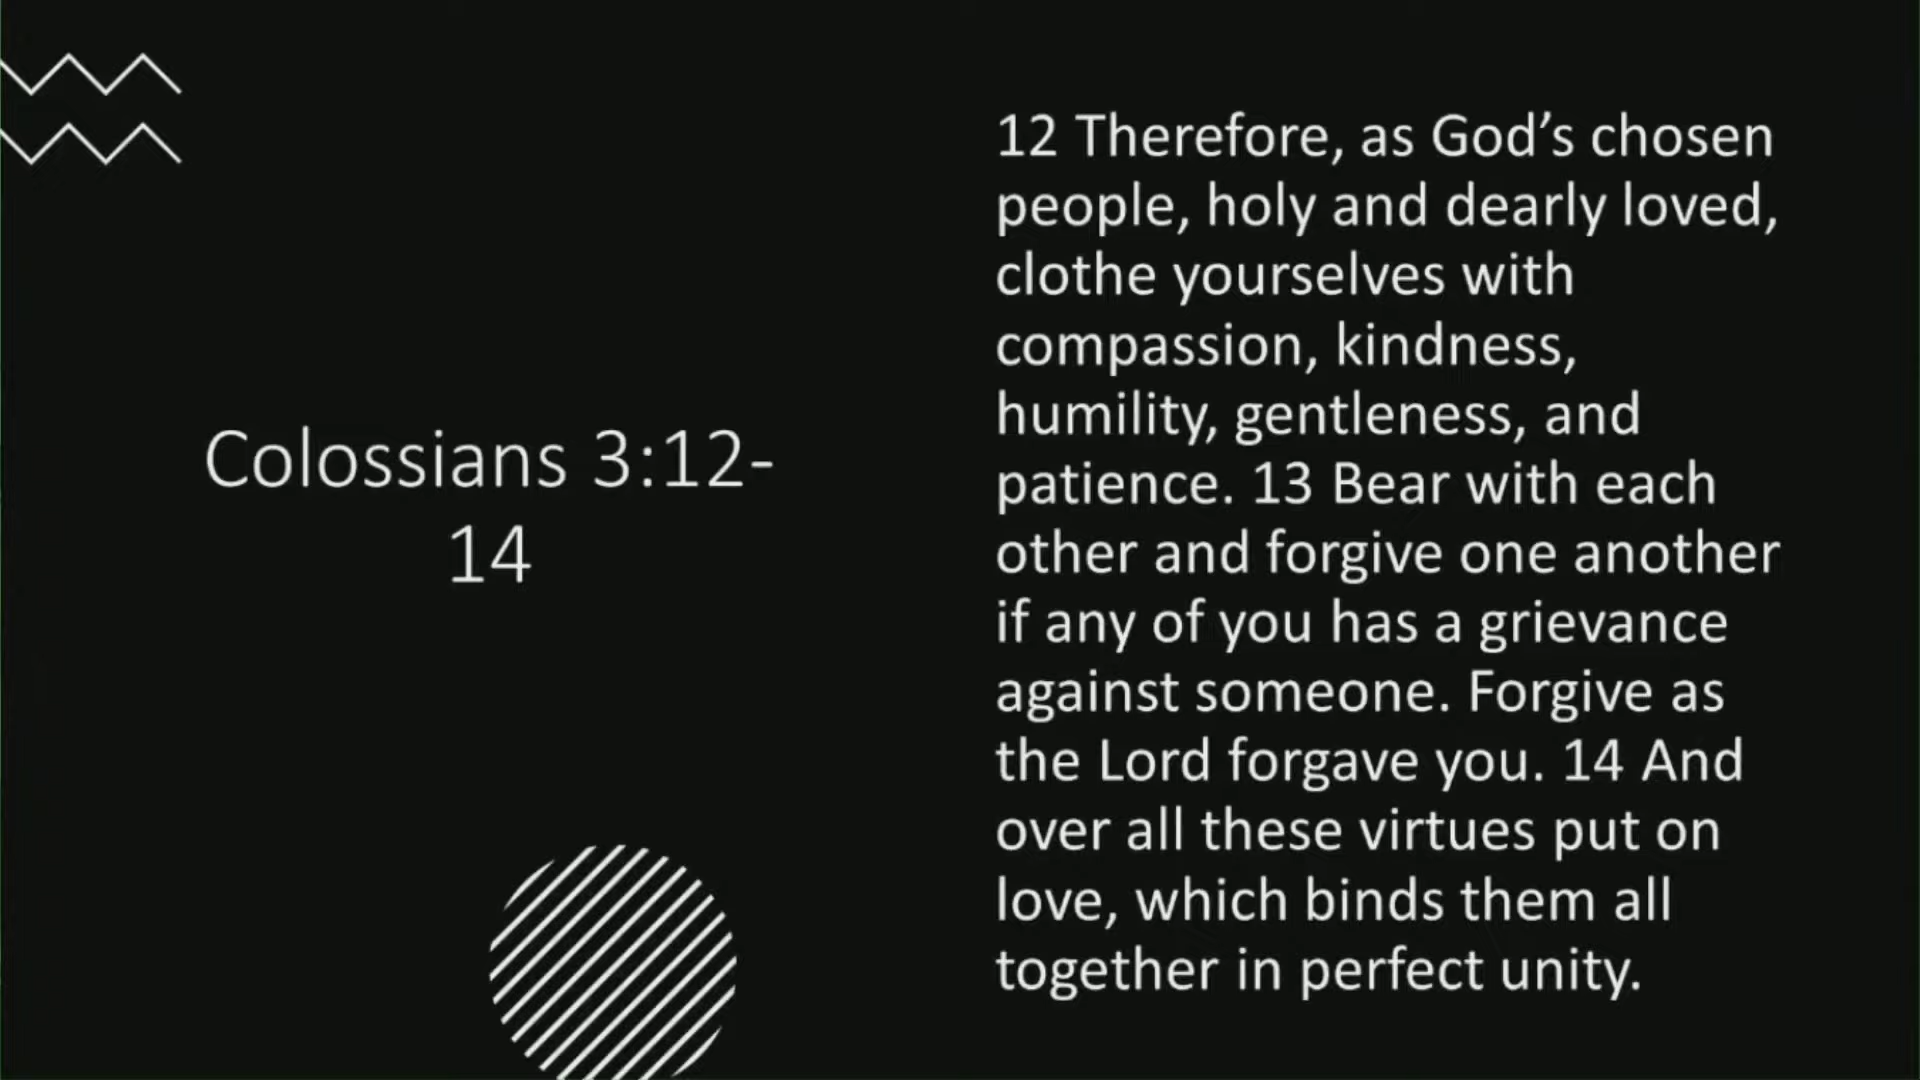 Colossians 3:12-
14
12 Therefore, as God’s chosen
people, holy and dearly loved,
clothe yourselves with
compassion, kindness,
humility, gentleness, and
patience. 13 Bear with each
other and forgive one another
if any of you has a grievance
against someone. Forgive as
the Lord forgave you. 14 And
over all these virtues put on
love, which binds them all
together in perfect unity.